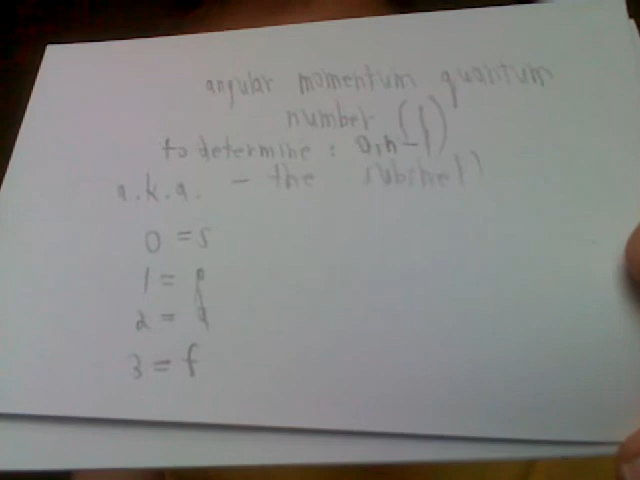 angular momentum quantum
number (l)
to determine : 0, n-1
a.k.a. - the subshell
0 = s
1 = p
2 = d
3 = f